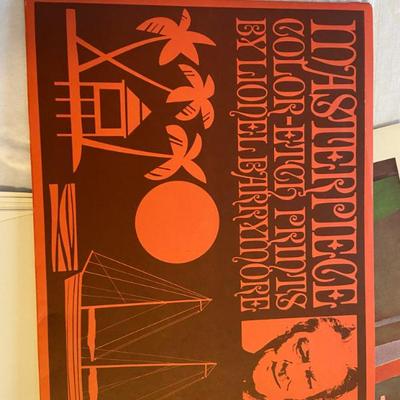 MASTERPIECE
COLOR-ETCH PRINTS
BY LIONEL BARRYMORE